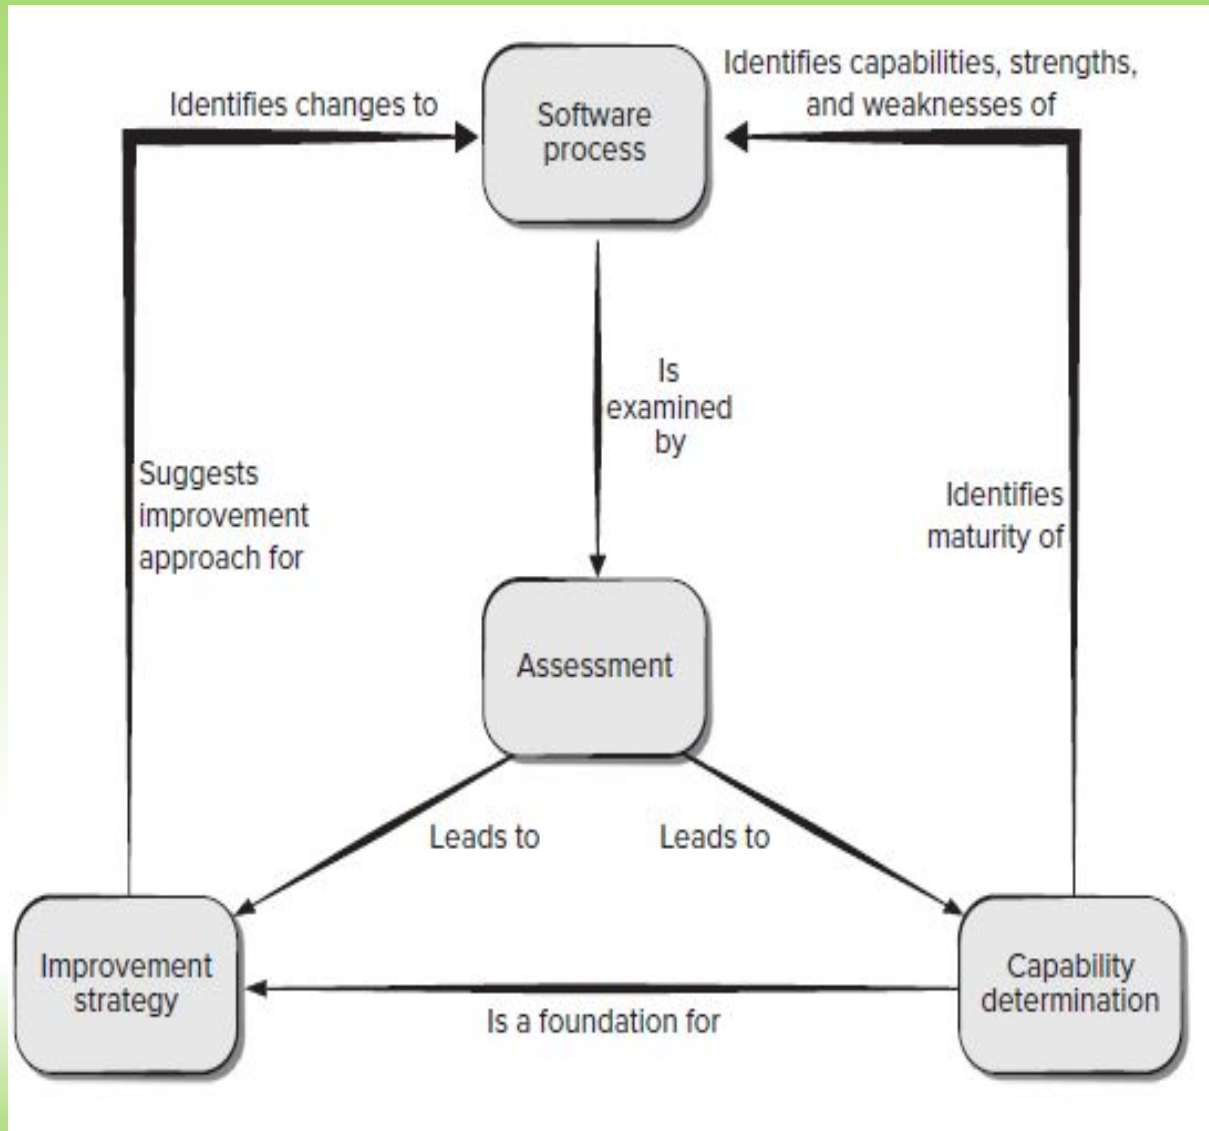 Identifies capabilities, strengths,
and weaknesses of
Identifies changes to
Software
process
Is
examined
by
Suggests
improvement
approach for
Identifies
maturity of
Assessment
Leads to
Leads to
Improvement
strategy
Capability
determination
Is a foundation for